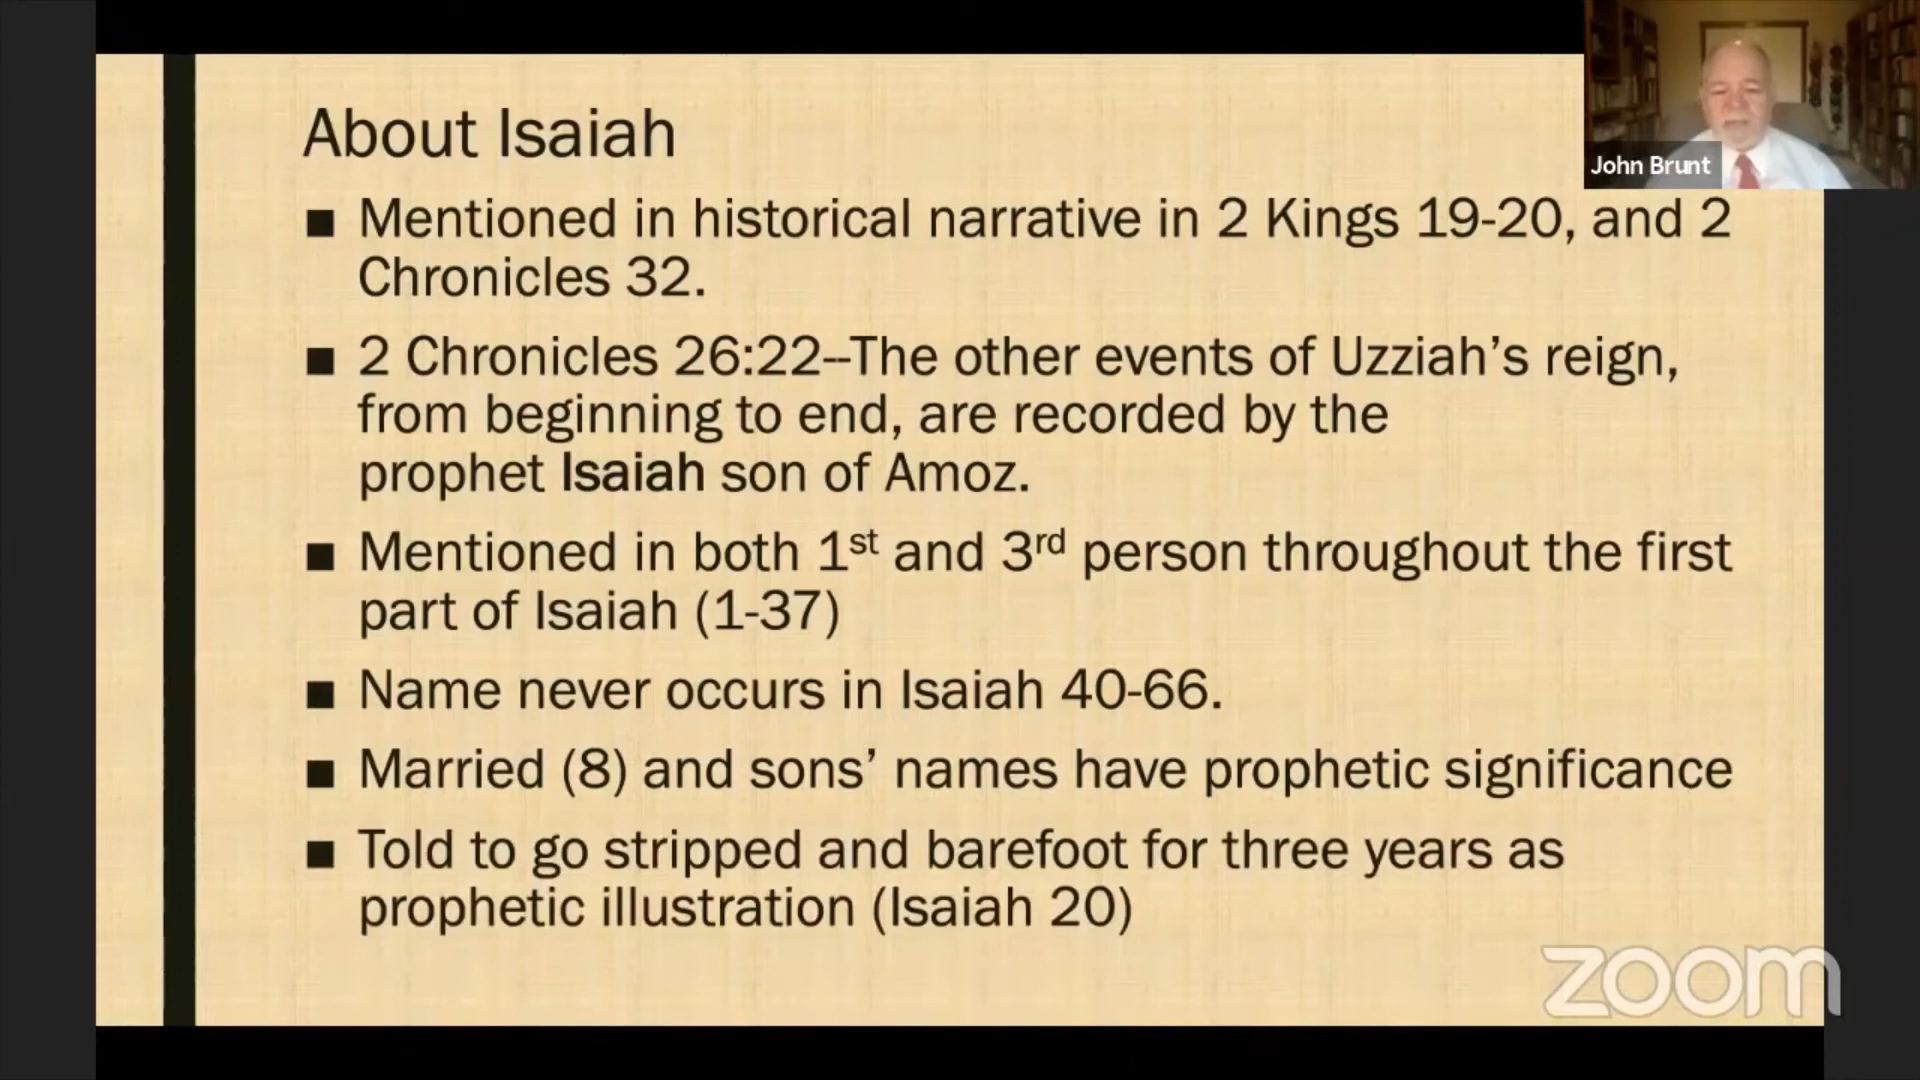 About Isaiah
■ Mentioned in historical narrative in 2 Kings 19-20, and 2
Chronicles 32.
■ 2 Chronicles 26:22--The other events of Uzziah’s reign,
from beginning to end, are recorded by the
prophet Isaiah son of Amoz.
■ Mentioned in both 1st and 3rd person throughout the first
part of Isaiah (1-37)
■ Name never occurs in Isaiah 40-66.
■ Married (8) and sons’ names have prophetic significance
■ Told to go stripped and barefoot for three years as
prophetic illustration (Isaiah 20)
John Brunt
zoom